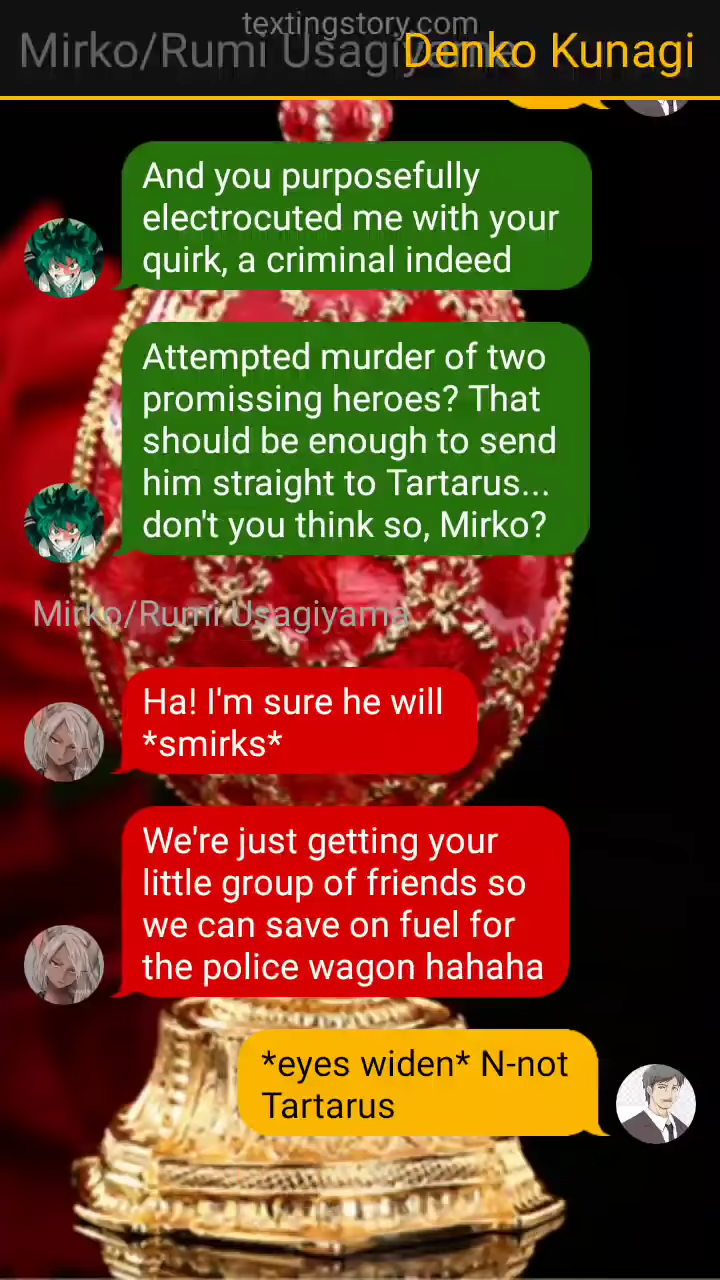 textingstory.com
Mirko/Rumi Usagiyama
Denko Kunagi
And you purposefully
electrocuted me with your
quirk, a criminal indeed
Attempted murder of two
promissing heroes? That
should be enough to send
him straight to Tartarus...
don't you think so, Mirko?
Mirko/Rumi Usagiyama
Ha! I'm sure he will
*smirks*
We're just getting your
little group of friends so
we can save on fuel for
the police wagon hahaha
*eyes widen* N-not
Tartarus